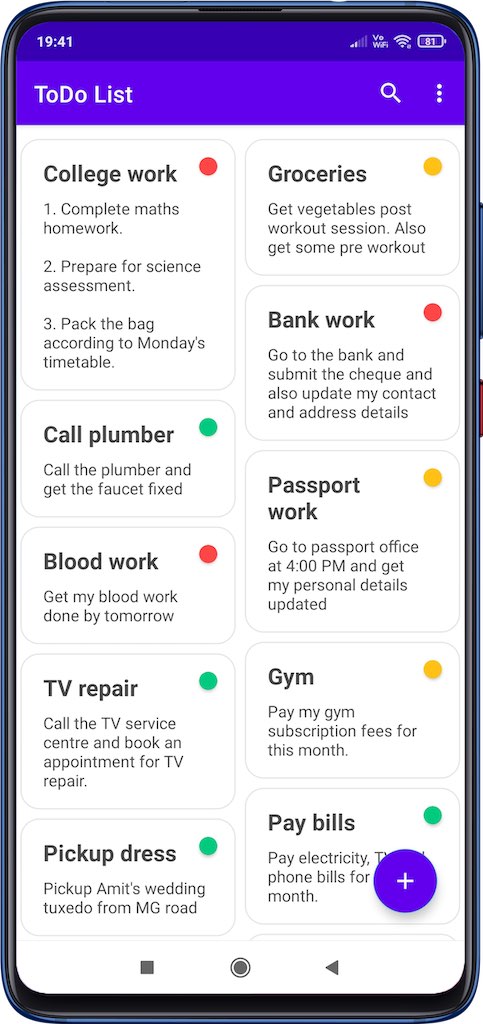 19:41
Vo
WiFi
81
ToDo List
College work
1. Complete maths
homework.
2. Prepare for science
assessment.
3. Pack the bag
according to Monday's
timetable.
Call plumber
Call the plumber and
get the faucet fixed
Blood work
Get my blood work
done by tomorrow
TV repair
Call the TV service
centre and book an
appointment for TV
repair.
Pickup dress
Pickup Amit's wedding
tuxedo from MG road
Groceries
Get vegetables post
workout session. Also
get some pre workout
Bank work
Go to the bank and
submit the cheque and
also update my contact
and address details
Passport
work
Go to passport office
at 4:00 PM and get
my personal details
updated
Gym
Pay my gym
subscription fees for
this month.
Pay bills
Pay electricity,
phone bills for
month.